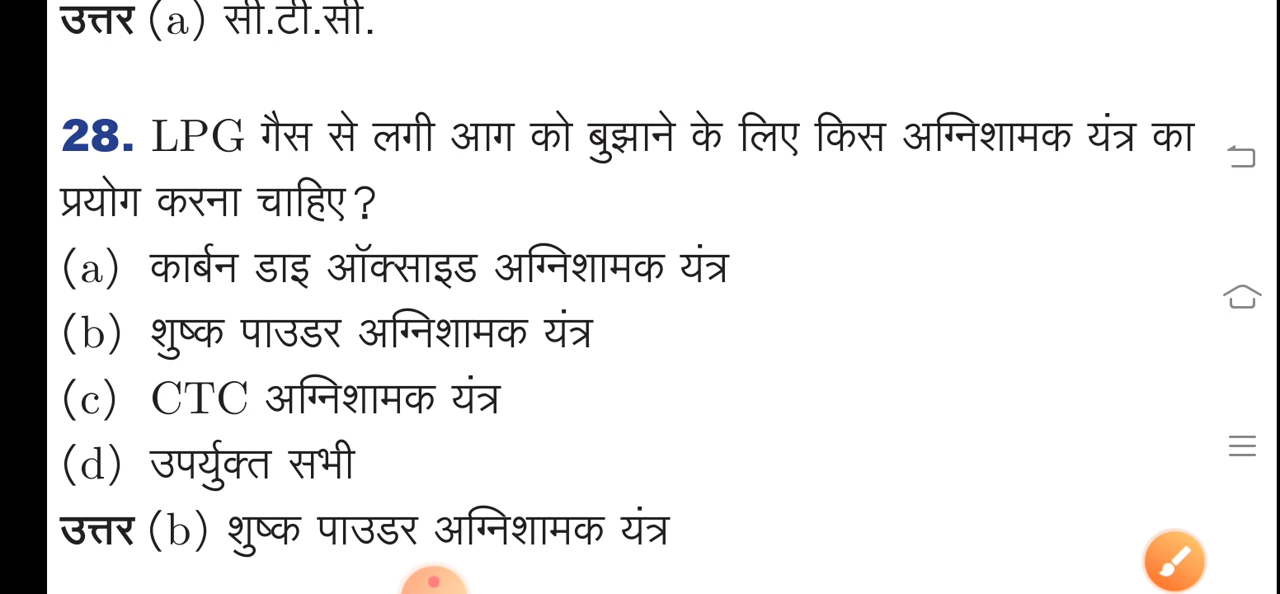 उत्तर (a) सी.टी.सी.
28. LPG गैस से लगी आग को बुझाने के लिए किस अग्निशामक यंत्र का
प्रयोग करना चाहिए?
(a) कार्बन डाइ ऑक्साइड अग्निशामक यंत्र
(b) शुष्क पाउडर अग्निशामक यंत्र
(c) CTC अग्निशामक यंत्र
(d) उपर्युक्त सभी
उत्तर (b) शुष्क पाउडर अग्निशामक यंत्र